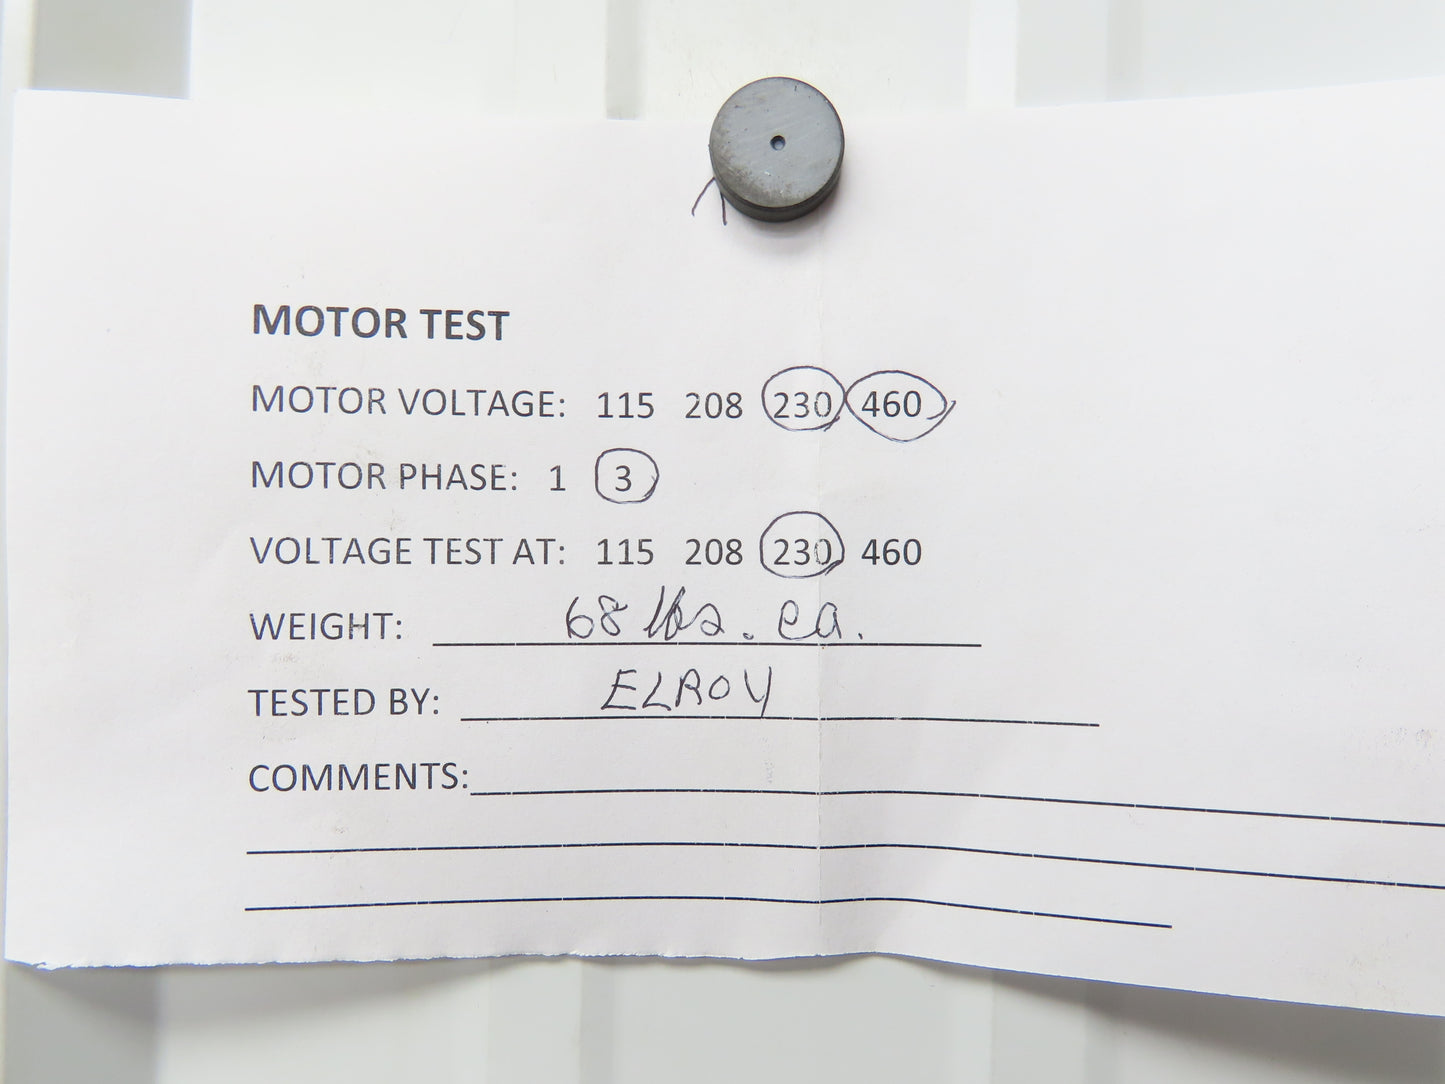 MOTOR TEST
MOTOR VOLTAGE: 115 208 230 460
MOTOR PHASE: 1 3
VOLTAGE TEST AT: 115 208 230 460
WEIGHT: 68 lbs. ea.
TESTED BY: ELROY
COMMENTS: